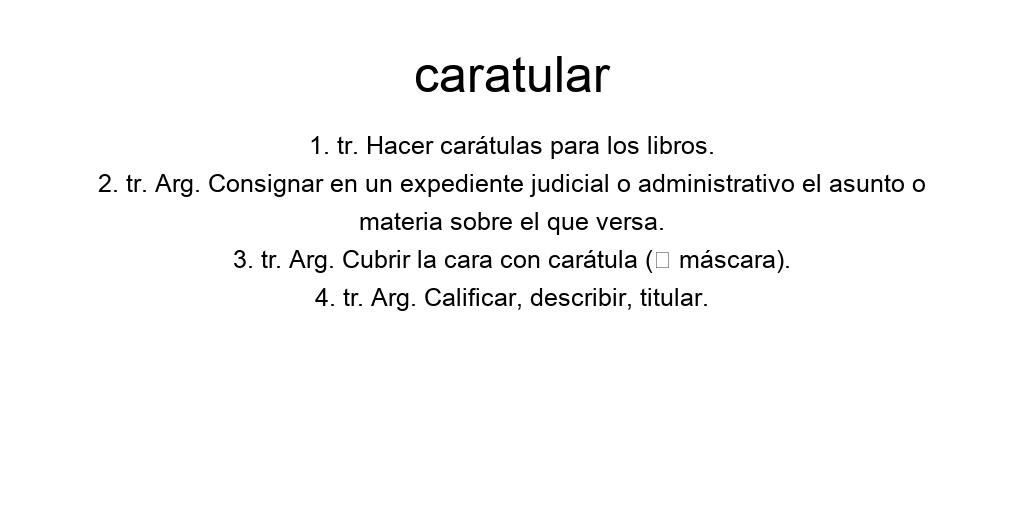 caratular
1. tr. Hacer carátulas para los libros.
2. tr. Arg. Consignar en un expediente judicial o administrativo el asunto o
materia sobre el que versa.
3. tr. Arg. Cubrir la cara con carátula (□ máscara).
4. tr. Arg. Calificar, describir, titular.